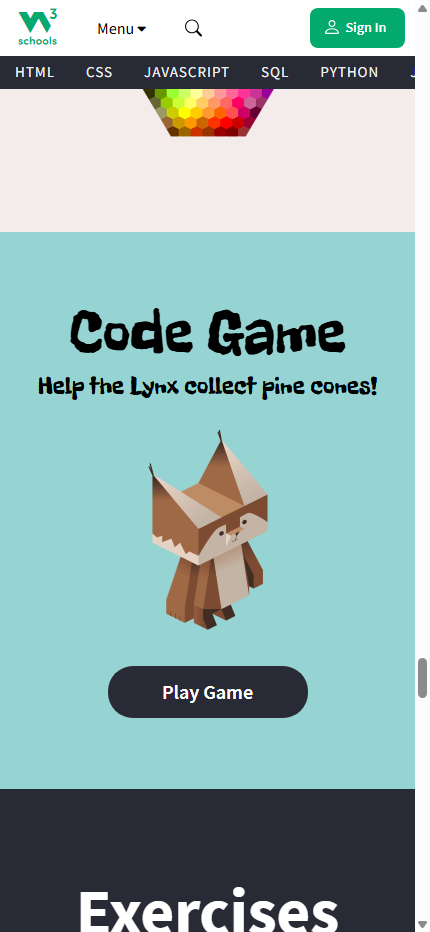 3
schools
Menu
Sign In
HTML CSS JAVASCRIPT SQL PYTHON
Code Game
Help the Lynx collect pine cones!
Play Game
Exercises